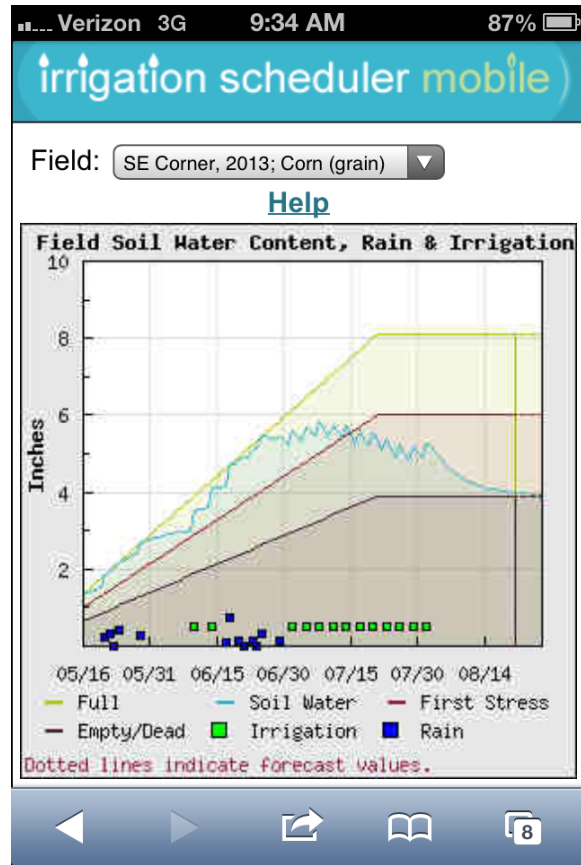 Verizon 3G 9:34 AM 87%
irrigation scheduler mobile
Field: SE Corner, 2013; Corn (grain)
Help
Field Soil Water Content, Rain & Irrigation
10
8
6
4
2
Inches
05/16 05/31 06/15 06/30 07/15 07/30 08/14
Full Soil Water First Stress
Empty/Dead Irrigation Rain
Dotted lines indicate forecast values.
8